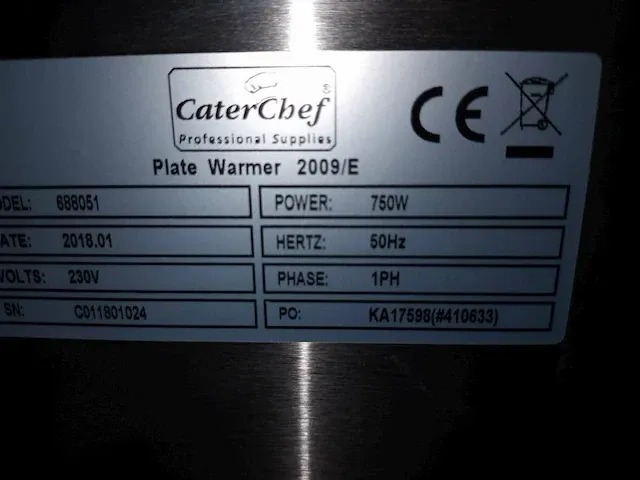 CaterChef®
Professional Supplies
CE
Plate Warmer 2009/E
ODEL: 688051 POWER: 750W
ATE: 2018.01 HERTZ: 50Hz
VOLTS: 230V PHASE: 1PH
SN: C011801024 PO: KA17598(#410633)